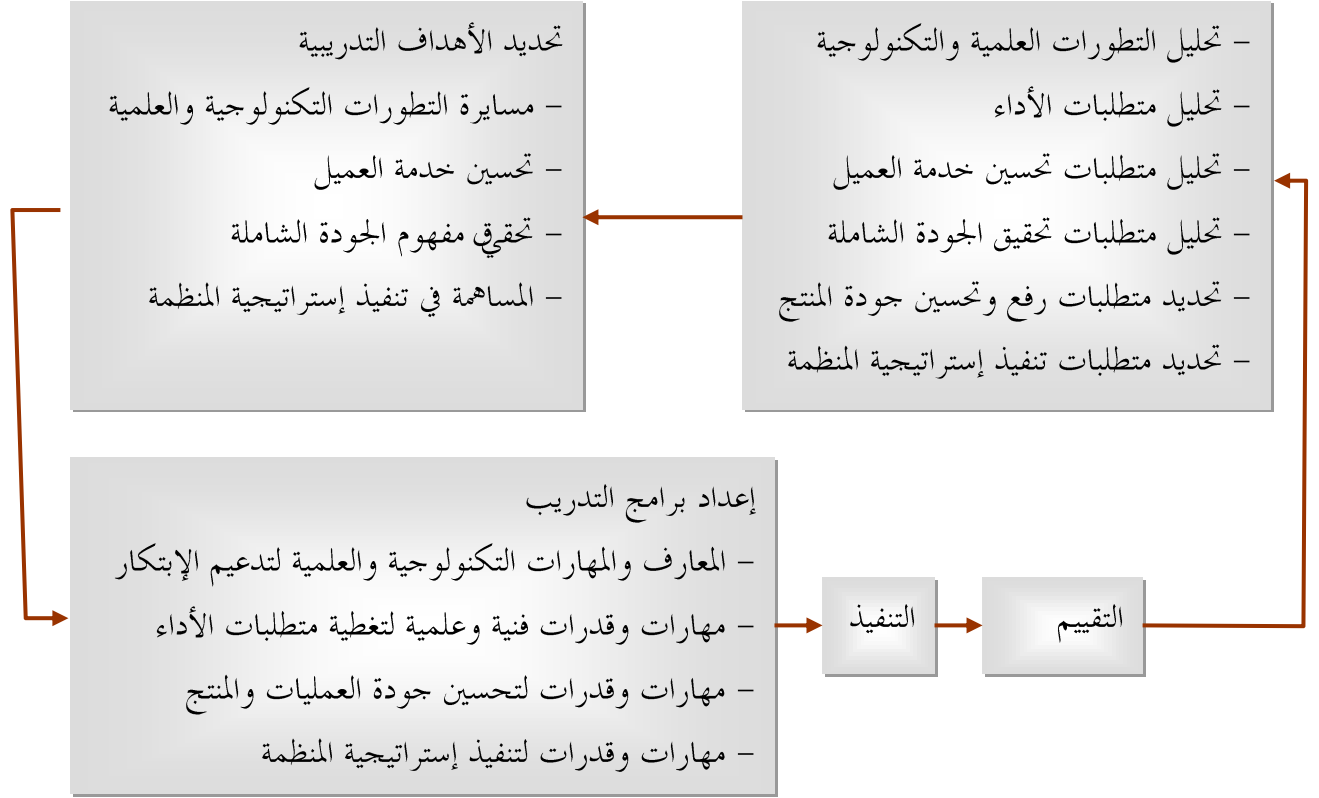 – تحليل التطورات العلمية والتكنولوجية
– تحليل متطلبات الأداء
– تحليل متطلبات تحسين خدمة العميل
– تحليل متطلبات تحقيق الجودة الشاملة
– تحديد متطلبات رفع وتحسين جودة المنتج
– تحديد متطلبات تنفيذ إستراتيجية المنظمة
تحديد الأهداف التدريبية
– مسايرة التطورات التكنولوجية والعلمية
– تحسين خدمة العميل
– تحقيق مفهوم الجودة الشاملة
– المساهمة في تنفيذ إستراتيجية المنظمة
إعداد برامج التدريب
– المعارف والمهارات التكنولوجية والعلمية لتدعيم الإبتكار
– مهارات وقدرات فنية وعلمية لتغطية متطلبات الأداء
– مهارات وقدرات لتحسين جودة العمليات والمنتج
– مهارات وقدرات لتنفيذ إستراتيجية المنظمة
التنفيذ
التقييم